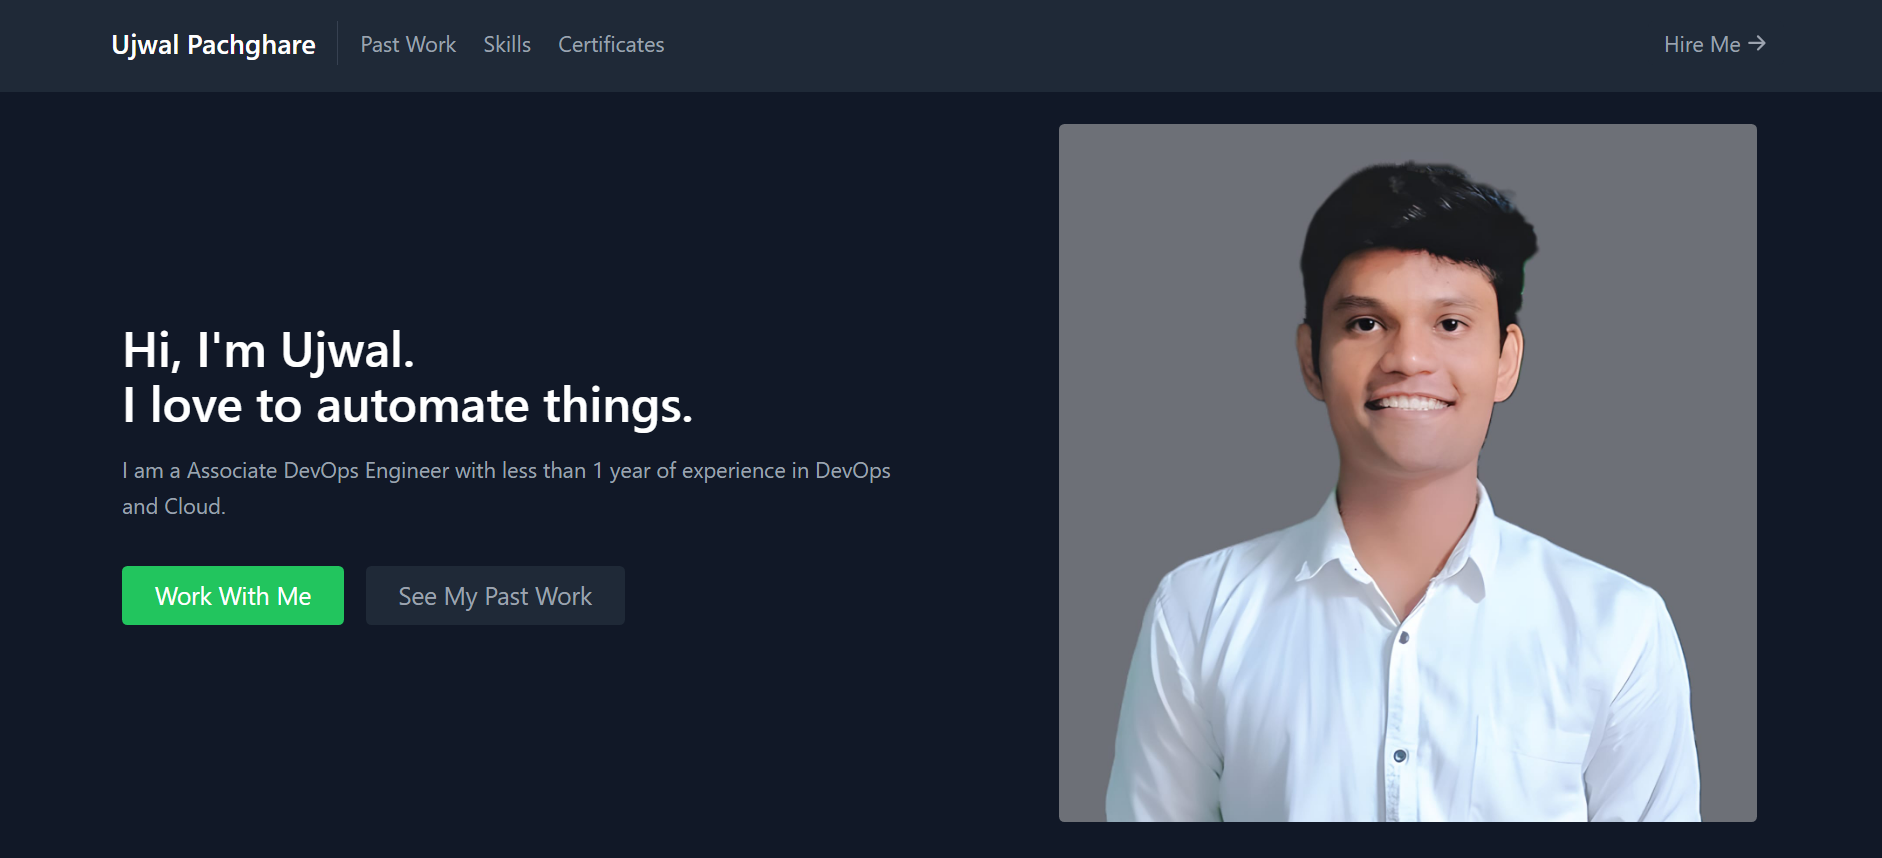 Ujwal Pachghare
Past Work
Skills
Certificates
Hire Me →
Hi, I'm Ujwal.
I love to automate things.
I am a Associate DevOps Engineer with less than 1 year of experience in DevOps
and Cloud.
Work With Me
See My Past Work